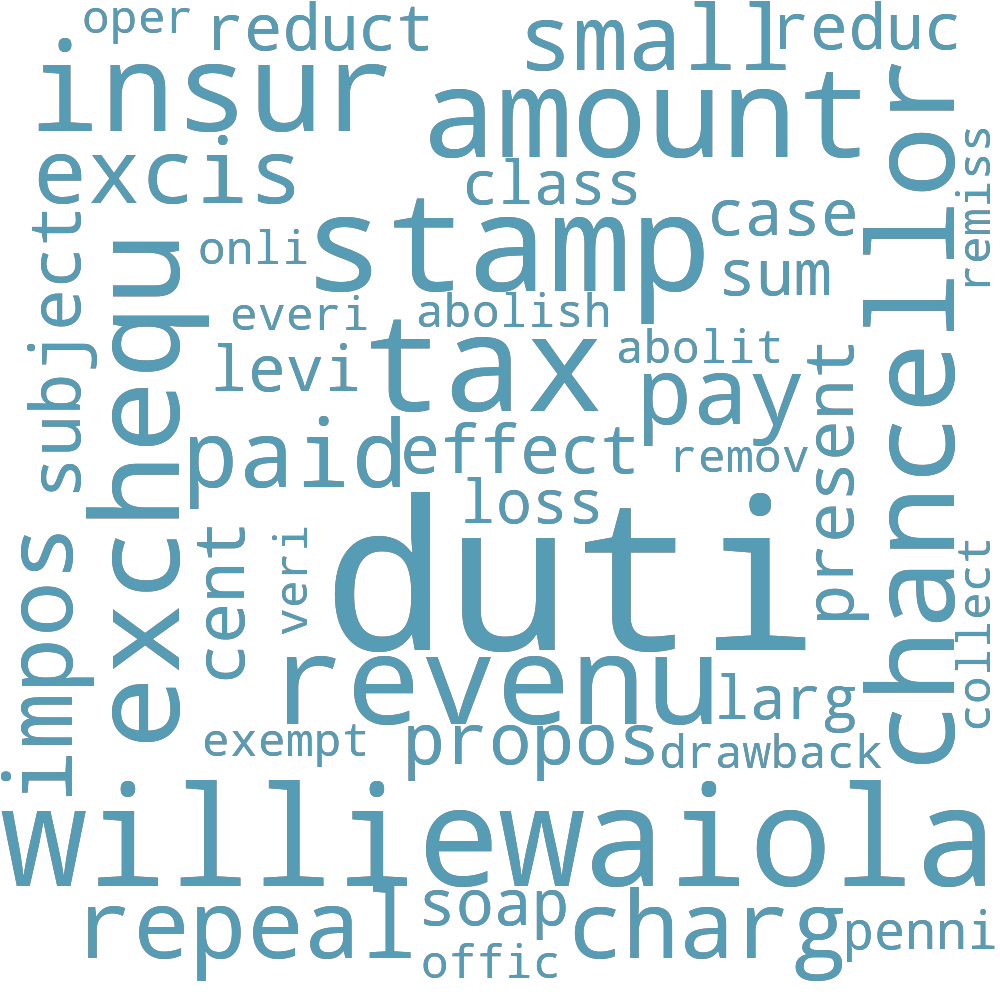 oper
reduct
small
reduc
insur
amount
chancellor
remiss
excis
class
case
stamp
subject
onli
exchequ
sum
everi
abolish
tax
abolit
levi
pay
present
paid
effect
remov
loss
duti
impos
cent
veri
collect
revenu
larg
exempt
propos
drawback
williewaiola
repeal
soap
charg
penni
offic